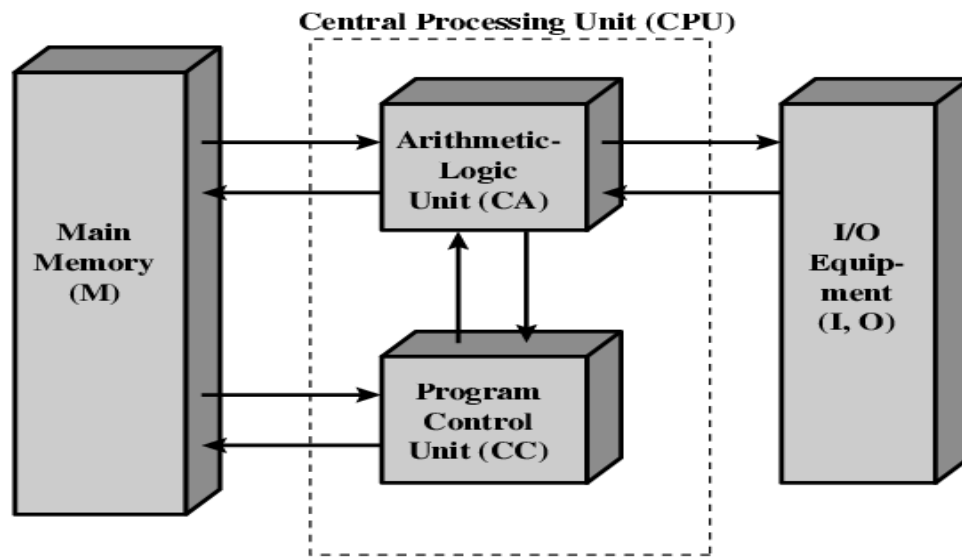 Central Processing Unit (CPU)
Main
Memory
(M)
Arithmetic-
Logic
Unit (CA)
Program
Control
Unit (CC)
I/O
Equip-
ment
(I, O)